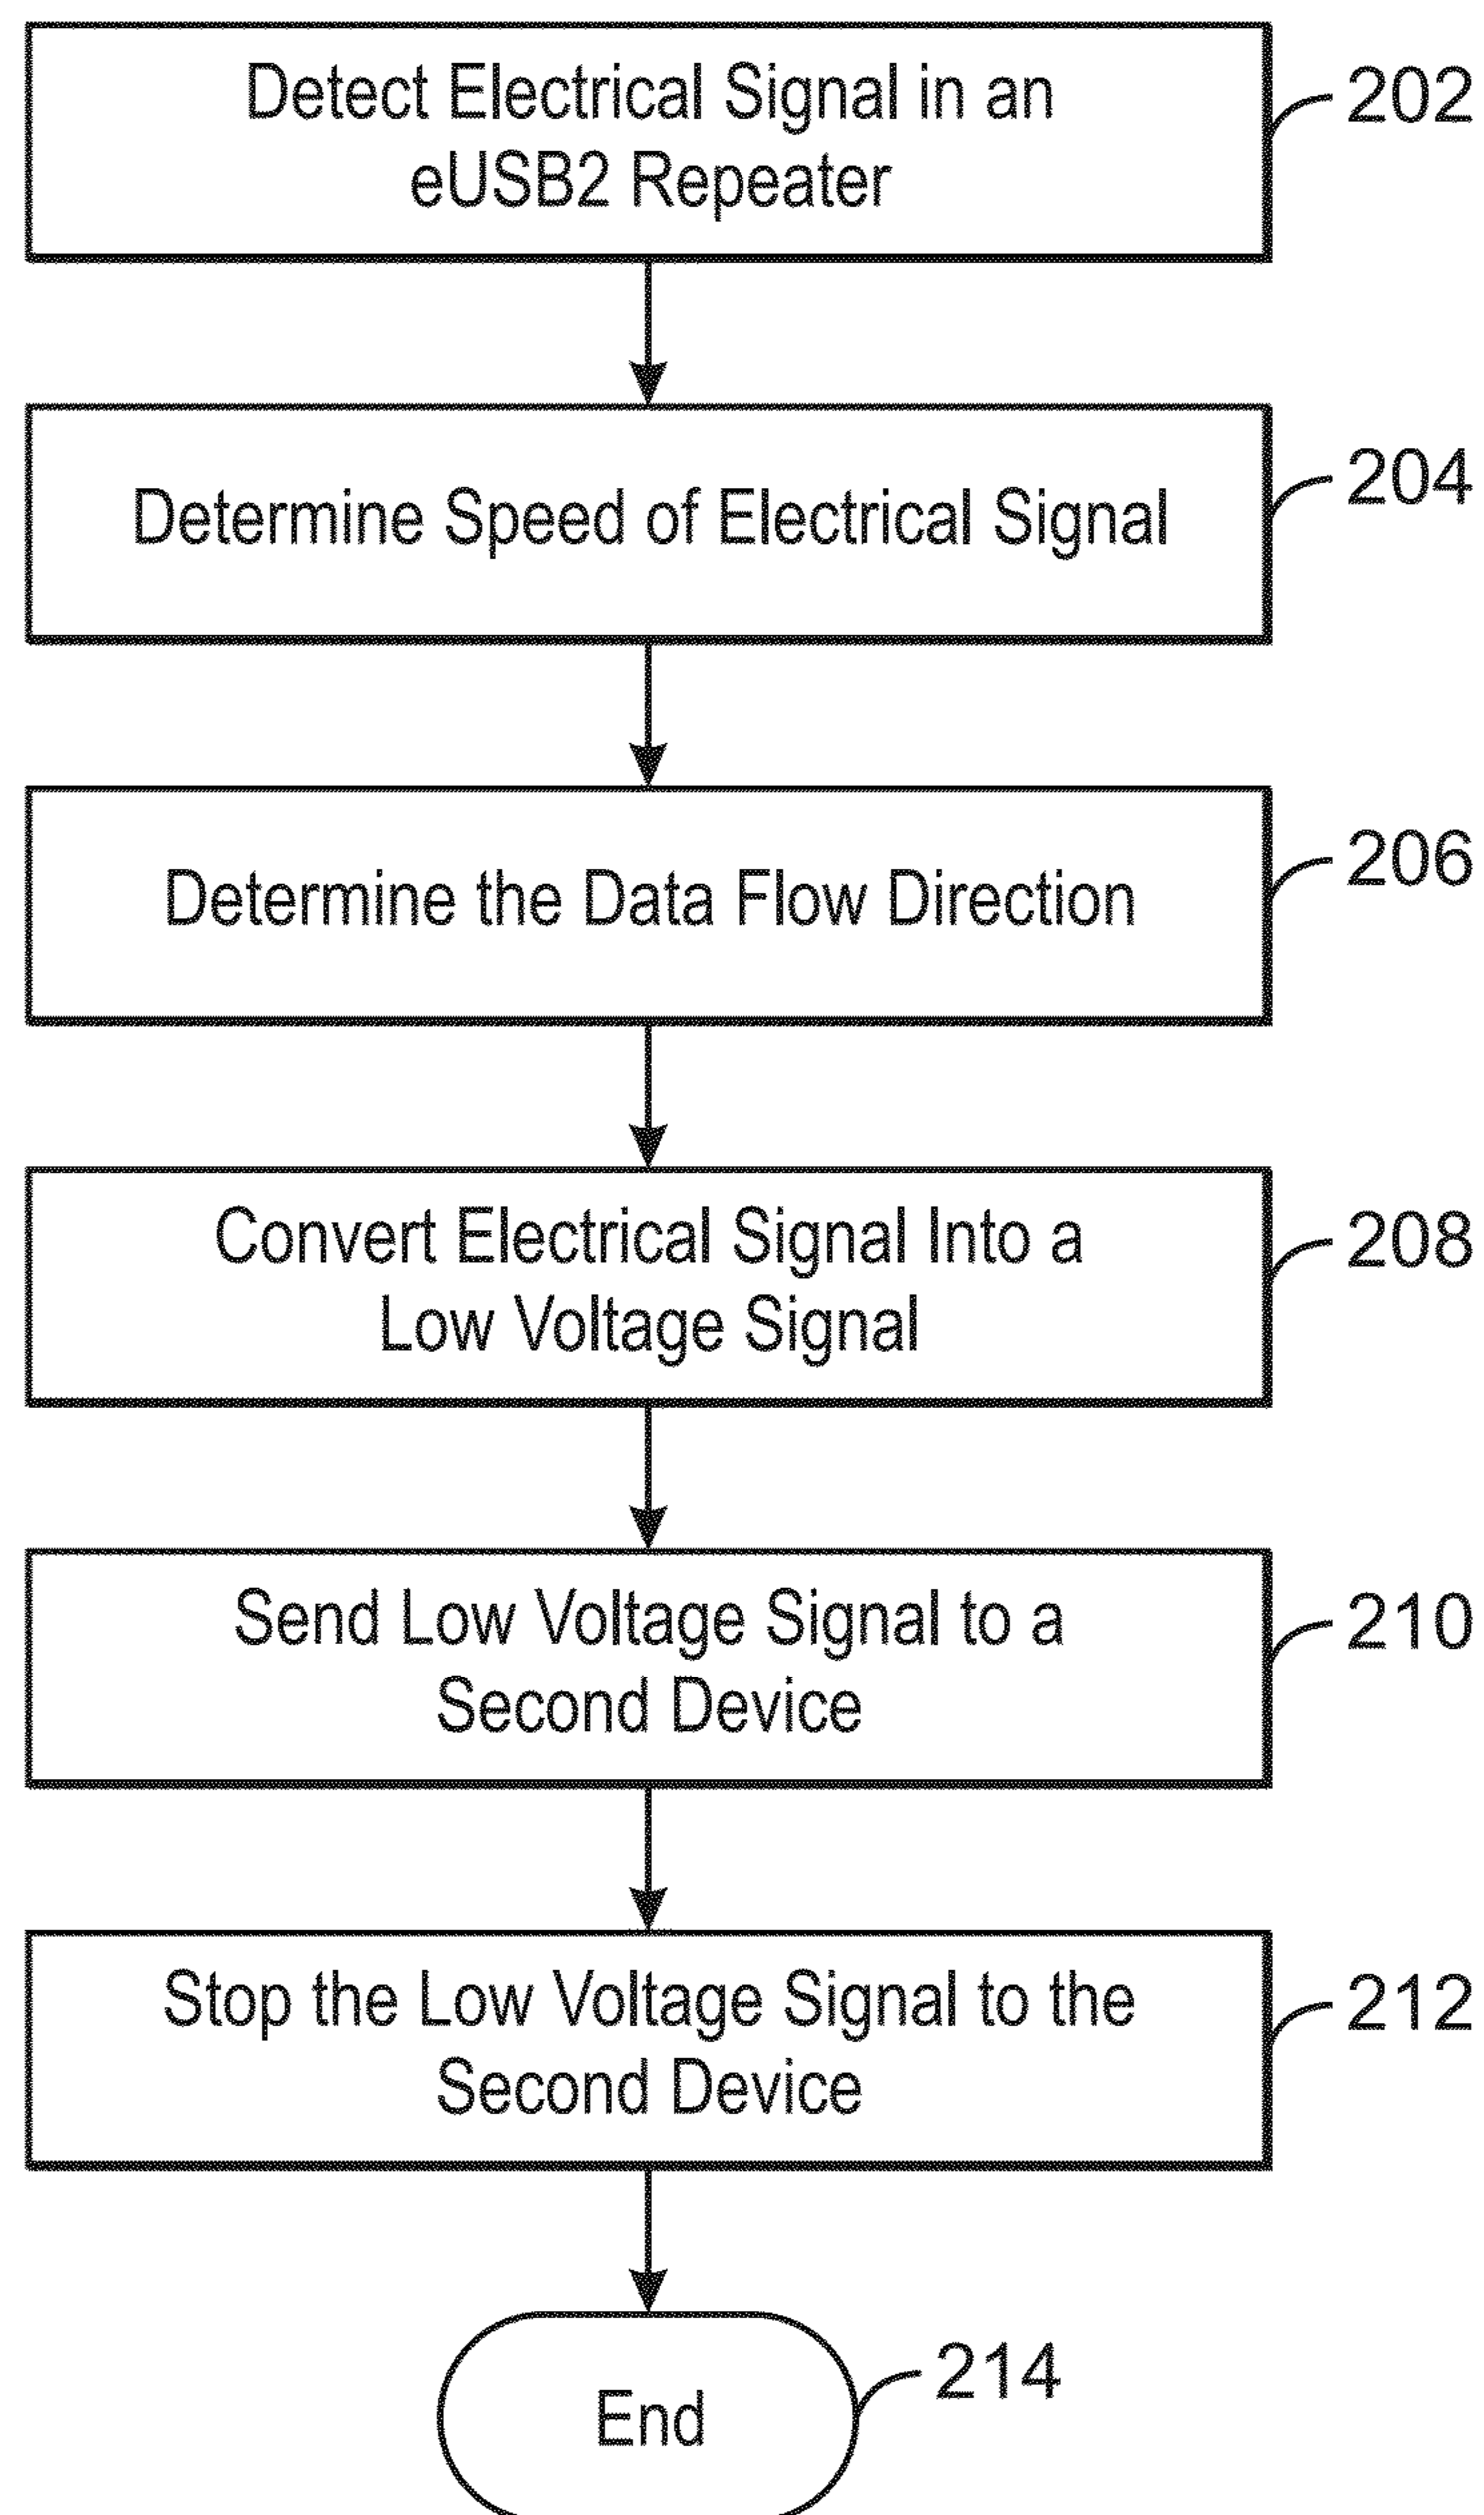 Detect Electrical Signal in an
eUSB2 Repeater
202
Determine Speed of Electrical Signal
204
Determine the Data Flow Direction
206
Convert Electrical Signal Into a
Low Voltage Signal
208
Send Low Voltage Signal to a
Second Device
210
Stop the Low Voltage Signal to the
Second Device
212
End
214